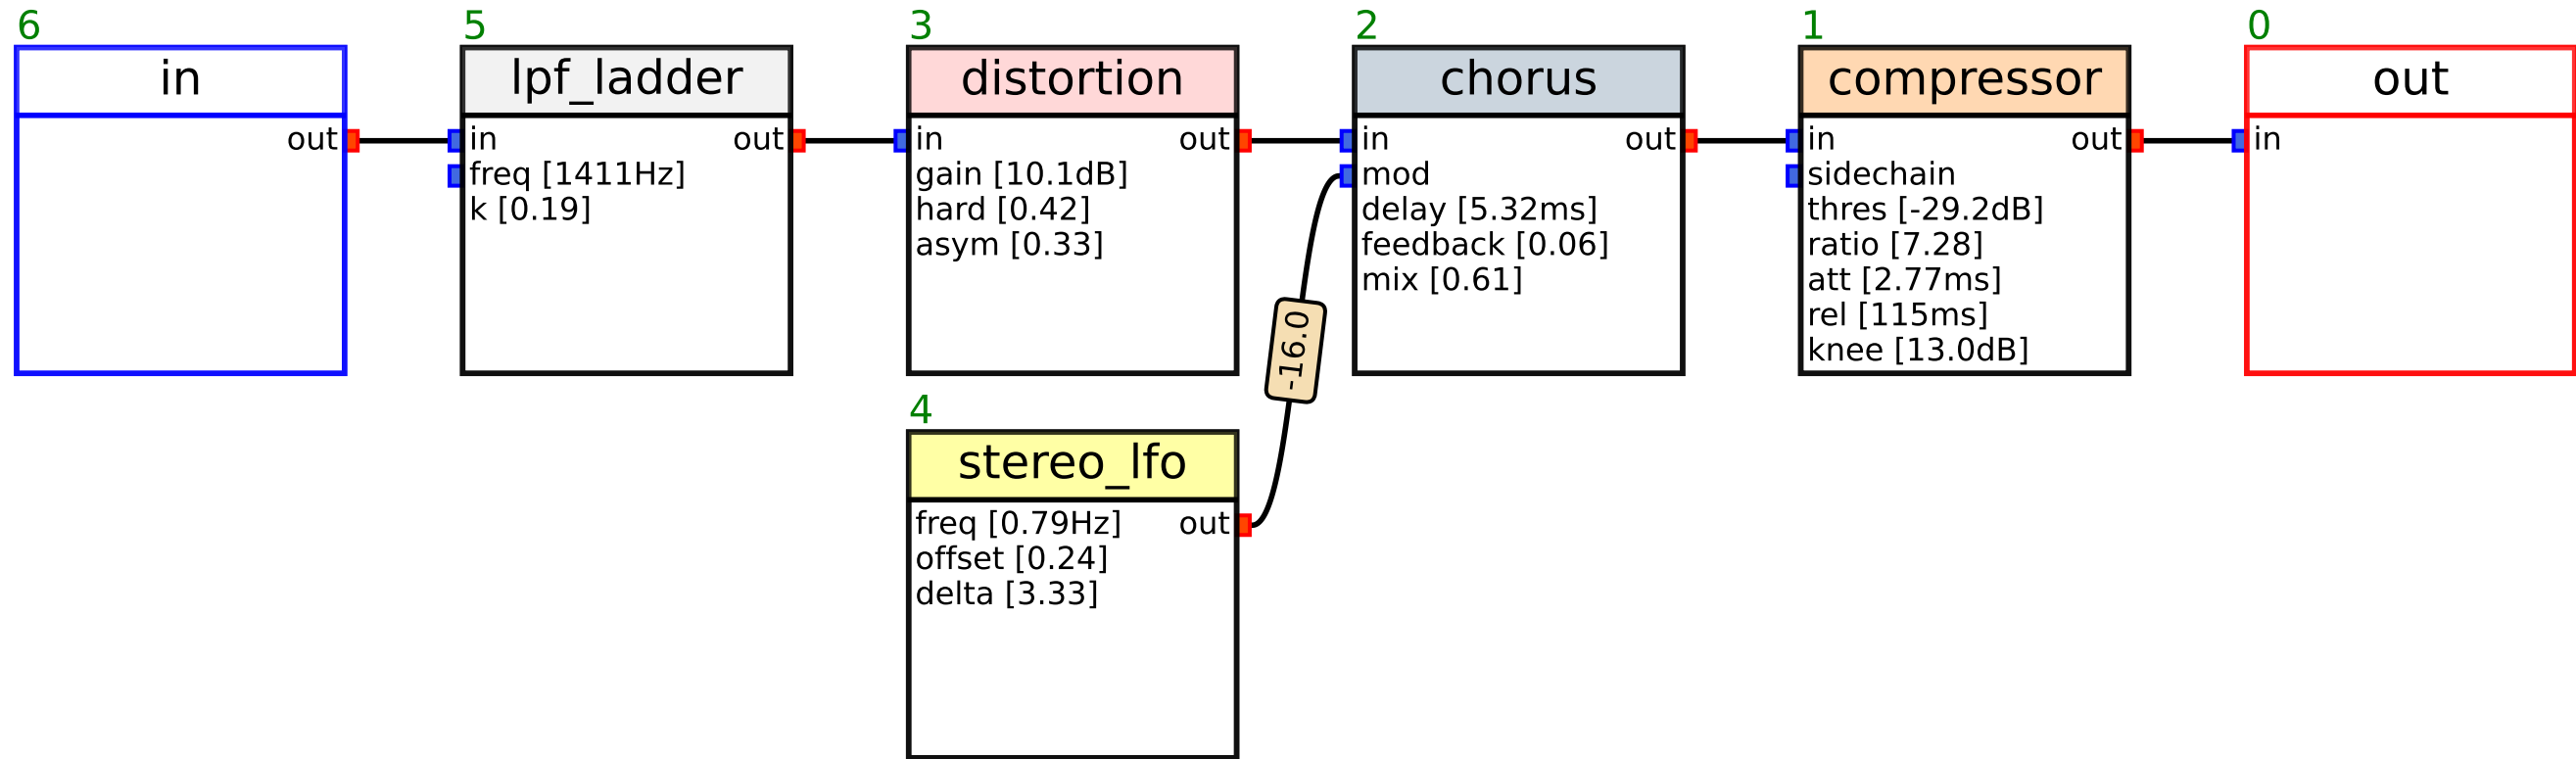 6
in
out
5
lpf_ladder
in out
freq [1411Hz]
k [0.19]
3
distortion
in out
gain [10.1dB]
hard [0.42]
asym [0.33]
2
chorus
in out
mod
delay [5.32ms]
feedback [0.06]
mix [0.61]
1
compressor
in out
sidechain
thres [-29.2dB]
ratio [7.28]
att [2.77ms]
rel [115ms]
knee [13.0dB]
0
out
in
-16.0
4
stereo_lfo
freq [0.79Hz] out
offset [0.24]
delta [3.33]